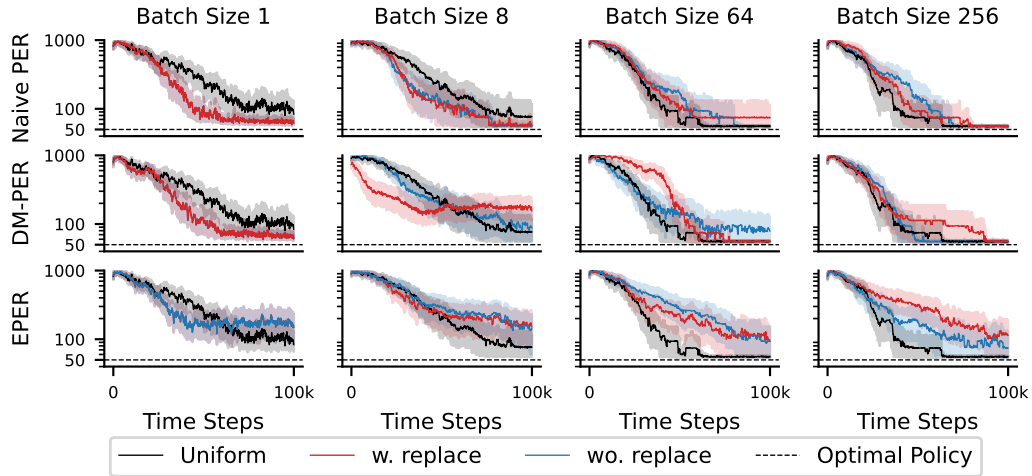 Batch Size 1 Batch Size 8 Batch Size 64 Batch Size 256
Naive PER
1000
100
50
DM-PER
1000
100
50
EPER
1000
100
50
0 100k 0 100k 0 100k 0 100k
Time Steps Time Steps Time Steps Time Steps
Uniform w. replace wo. replace Optimal Policy